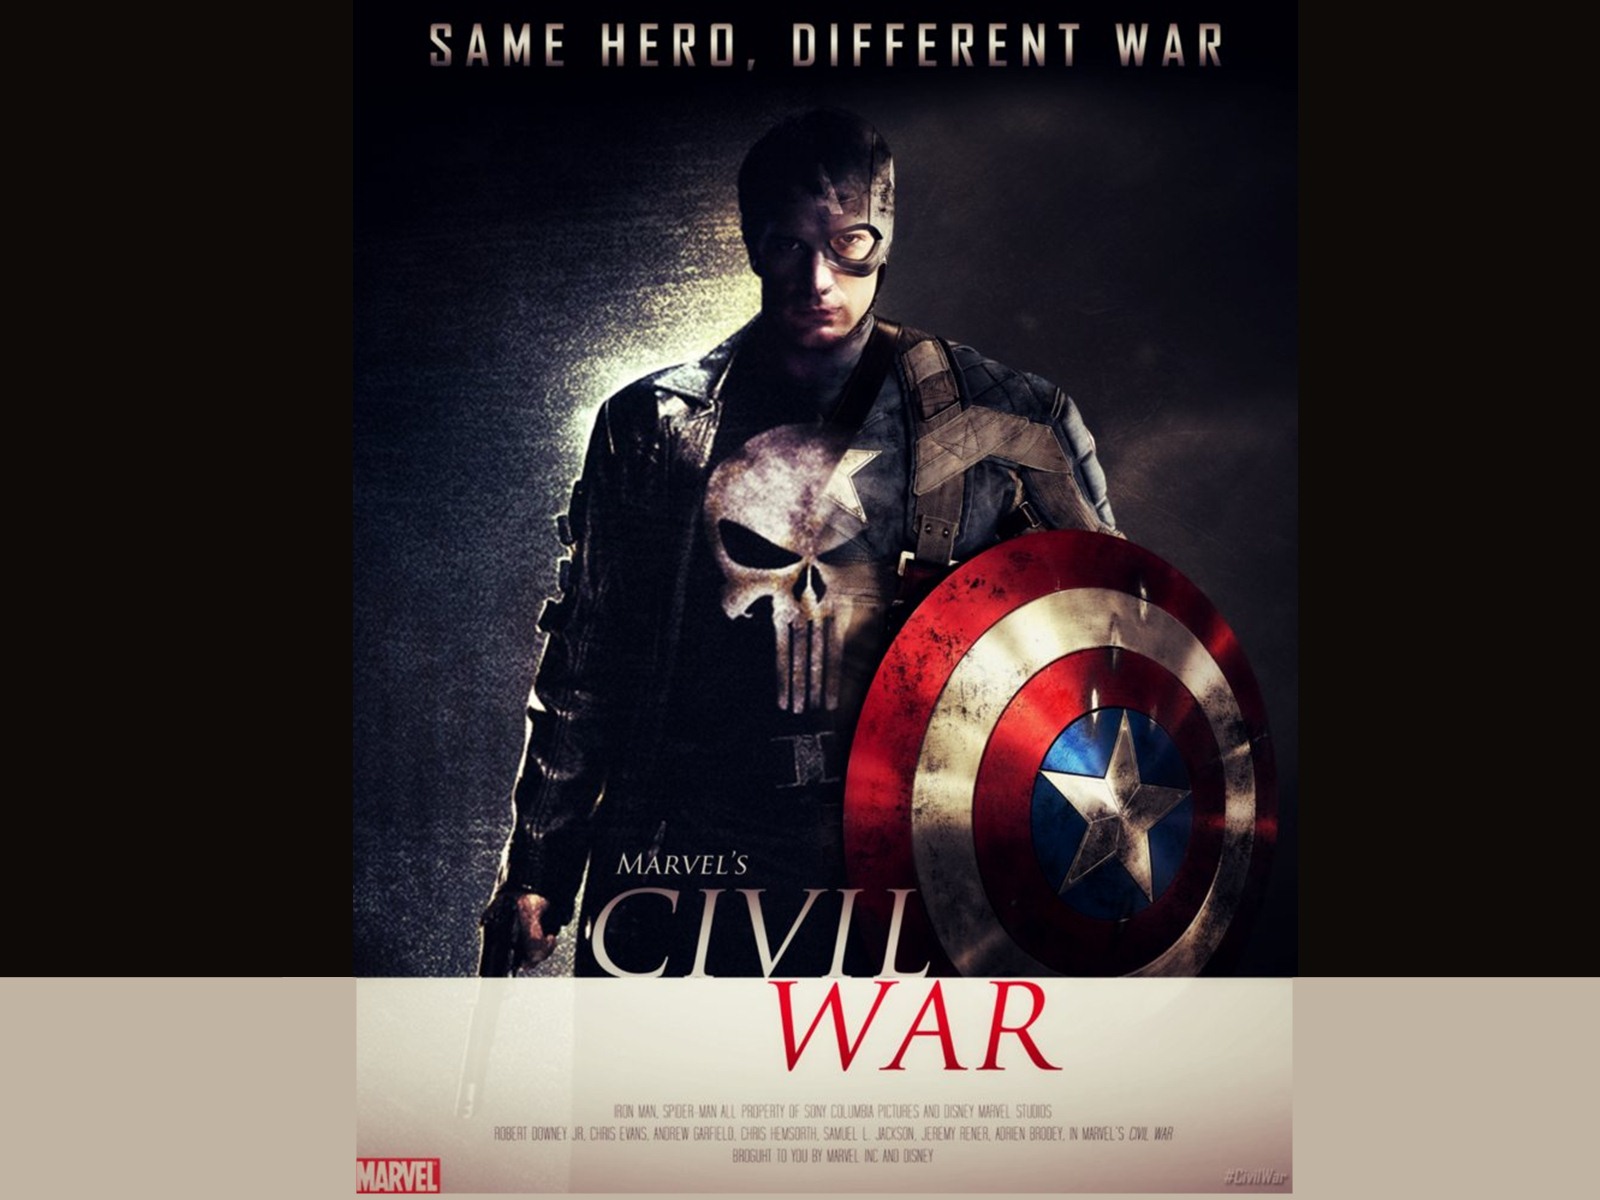 SAME HERO, DIFFERENT WAR
MARVEL'S
CIVIL
WAR
IRON MAN, SPIDER-MAN ALL PROPERTY OF SONY COLUMBIA PICTURES AND DISNEY MARVEL STUDIOS
ROBERT DOWNEY JR, CHRIS EVANS, ANDREW GARFIELD, CHRIS HEMSORTH, SAMUEL L. JACKSON, JEREMY RENER, ADRIEN BRODEY, IN MARVEL'S CIVIL WAR
BROGUHT TO YOU BY MARVEL INC AND DISNEY
MARVEL
#CivilWar